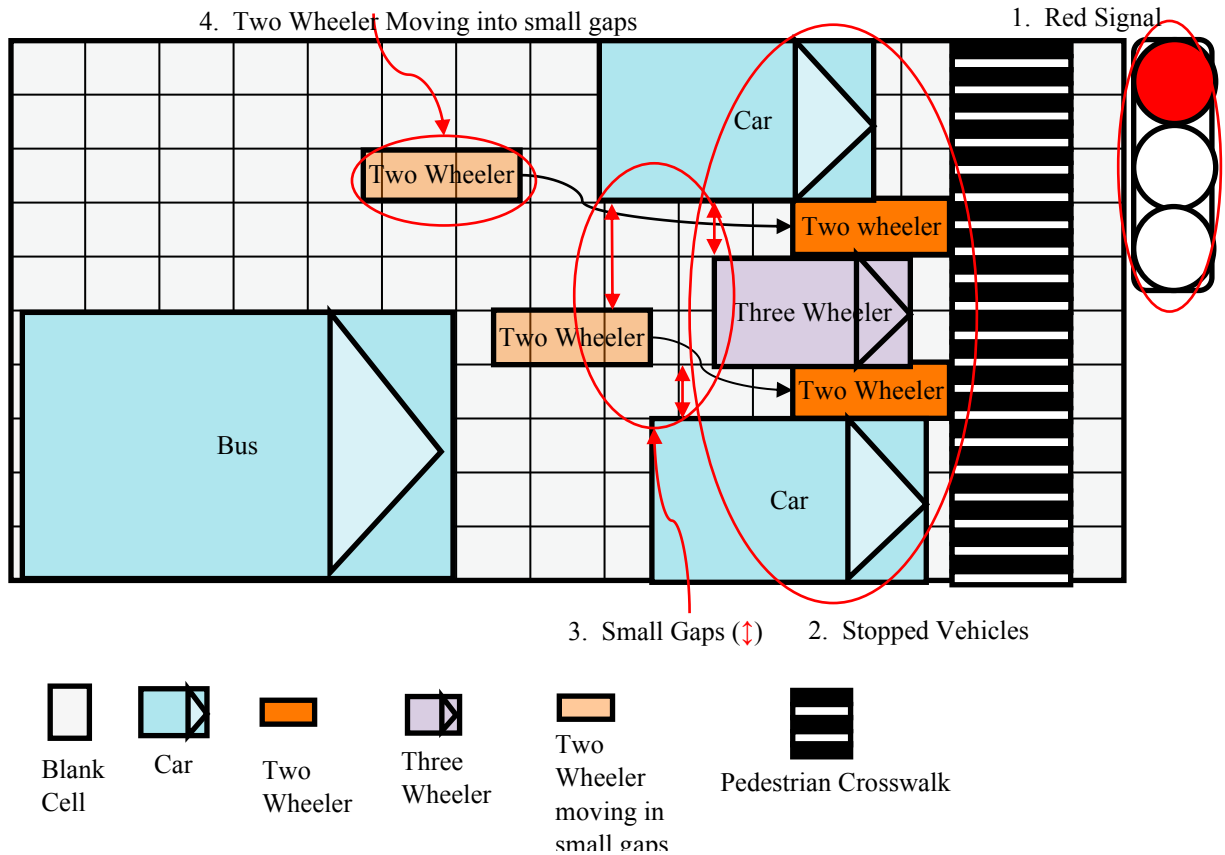 4. Two Wheeler Moving into small gaps
1. Red Signal
Car
Two Wheeler
Two wheeler
Three Wheeler
Two Wheeler
Two Wheeler
Bus
Car
3. Small Gaps (↕)
2. Stopped Vehicles
Blank
Cell
Car
Two
Wheeler
Three
Wheeler
Two
Wheeler
moving in
small gaps
Pedestrian Crosswalk